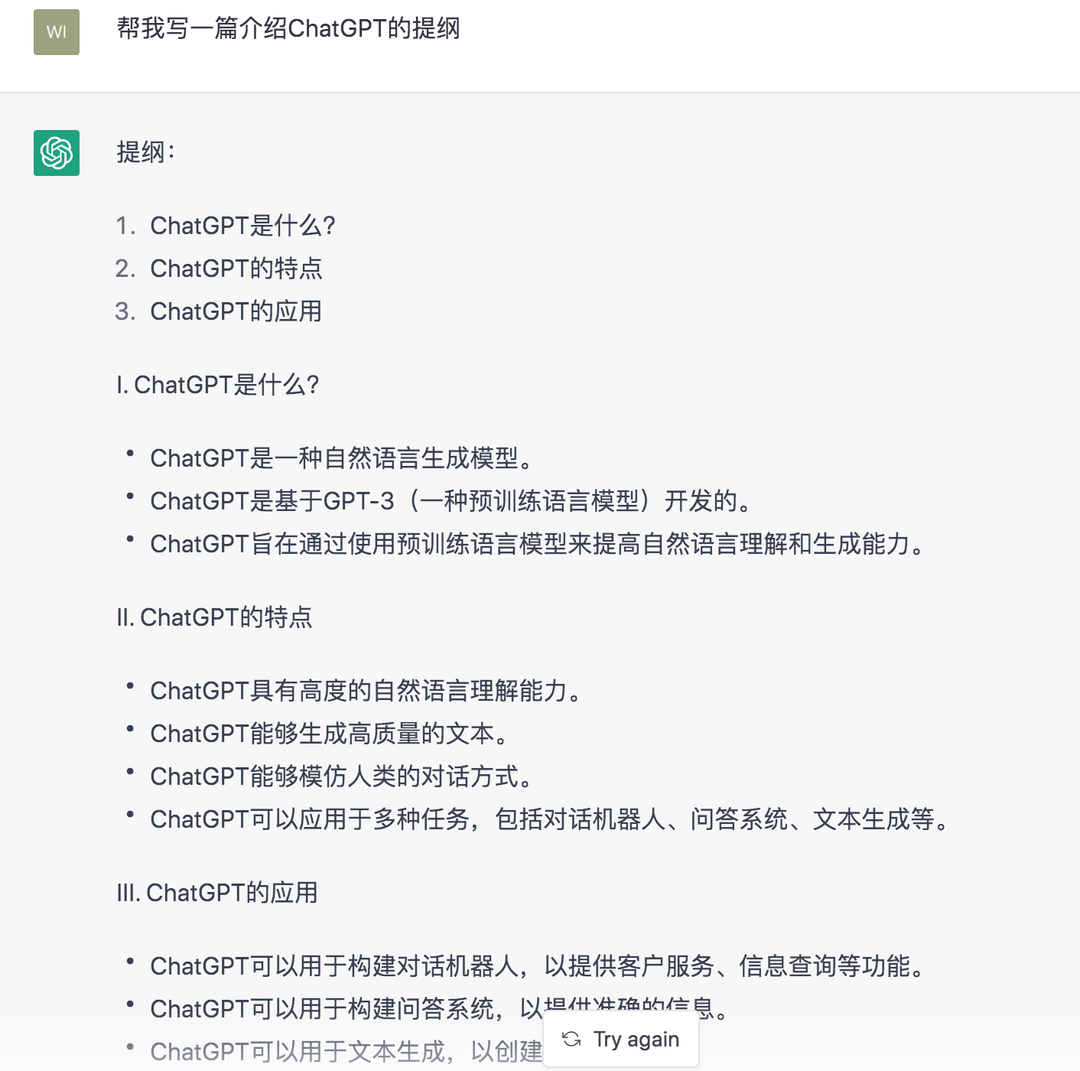 WI
帮我写一篇介绍ChatGPT的提纲
提纲：
1. ChatGPT是什么？
2. ChatGPT的特点
3. ChatGPT的应用
I. ChatGPT是什么？
• ChatGPT是一种自然语言生成模型。
• ChatGPT是基于GPT-3（一种预训练语言模型）开发的。
• ChatGPT旨在通过使用预训练语言模型来提高自然语言理解和生成能力。
II. ChatGPT的特点
• ChatGPT具有高度的自然语言理解能力。
• ChatGPT能够生成高质量的文本。
• ChatGPT能够模仿人类的对话方式。
• ChatGPT可以应用于多种任务，包括对话机器人、问答系统、文本生成等。
III. ChatGPT的应用
• ChatGPT可以用于构建对话机器人，以提供客户服务、信息查询等功能。
• ChatGPT可以用于构建问答系统，以提供准确的信息。
• ChatGPT可以用于文本生成，以创建
Try again